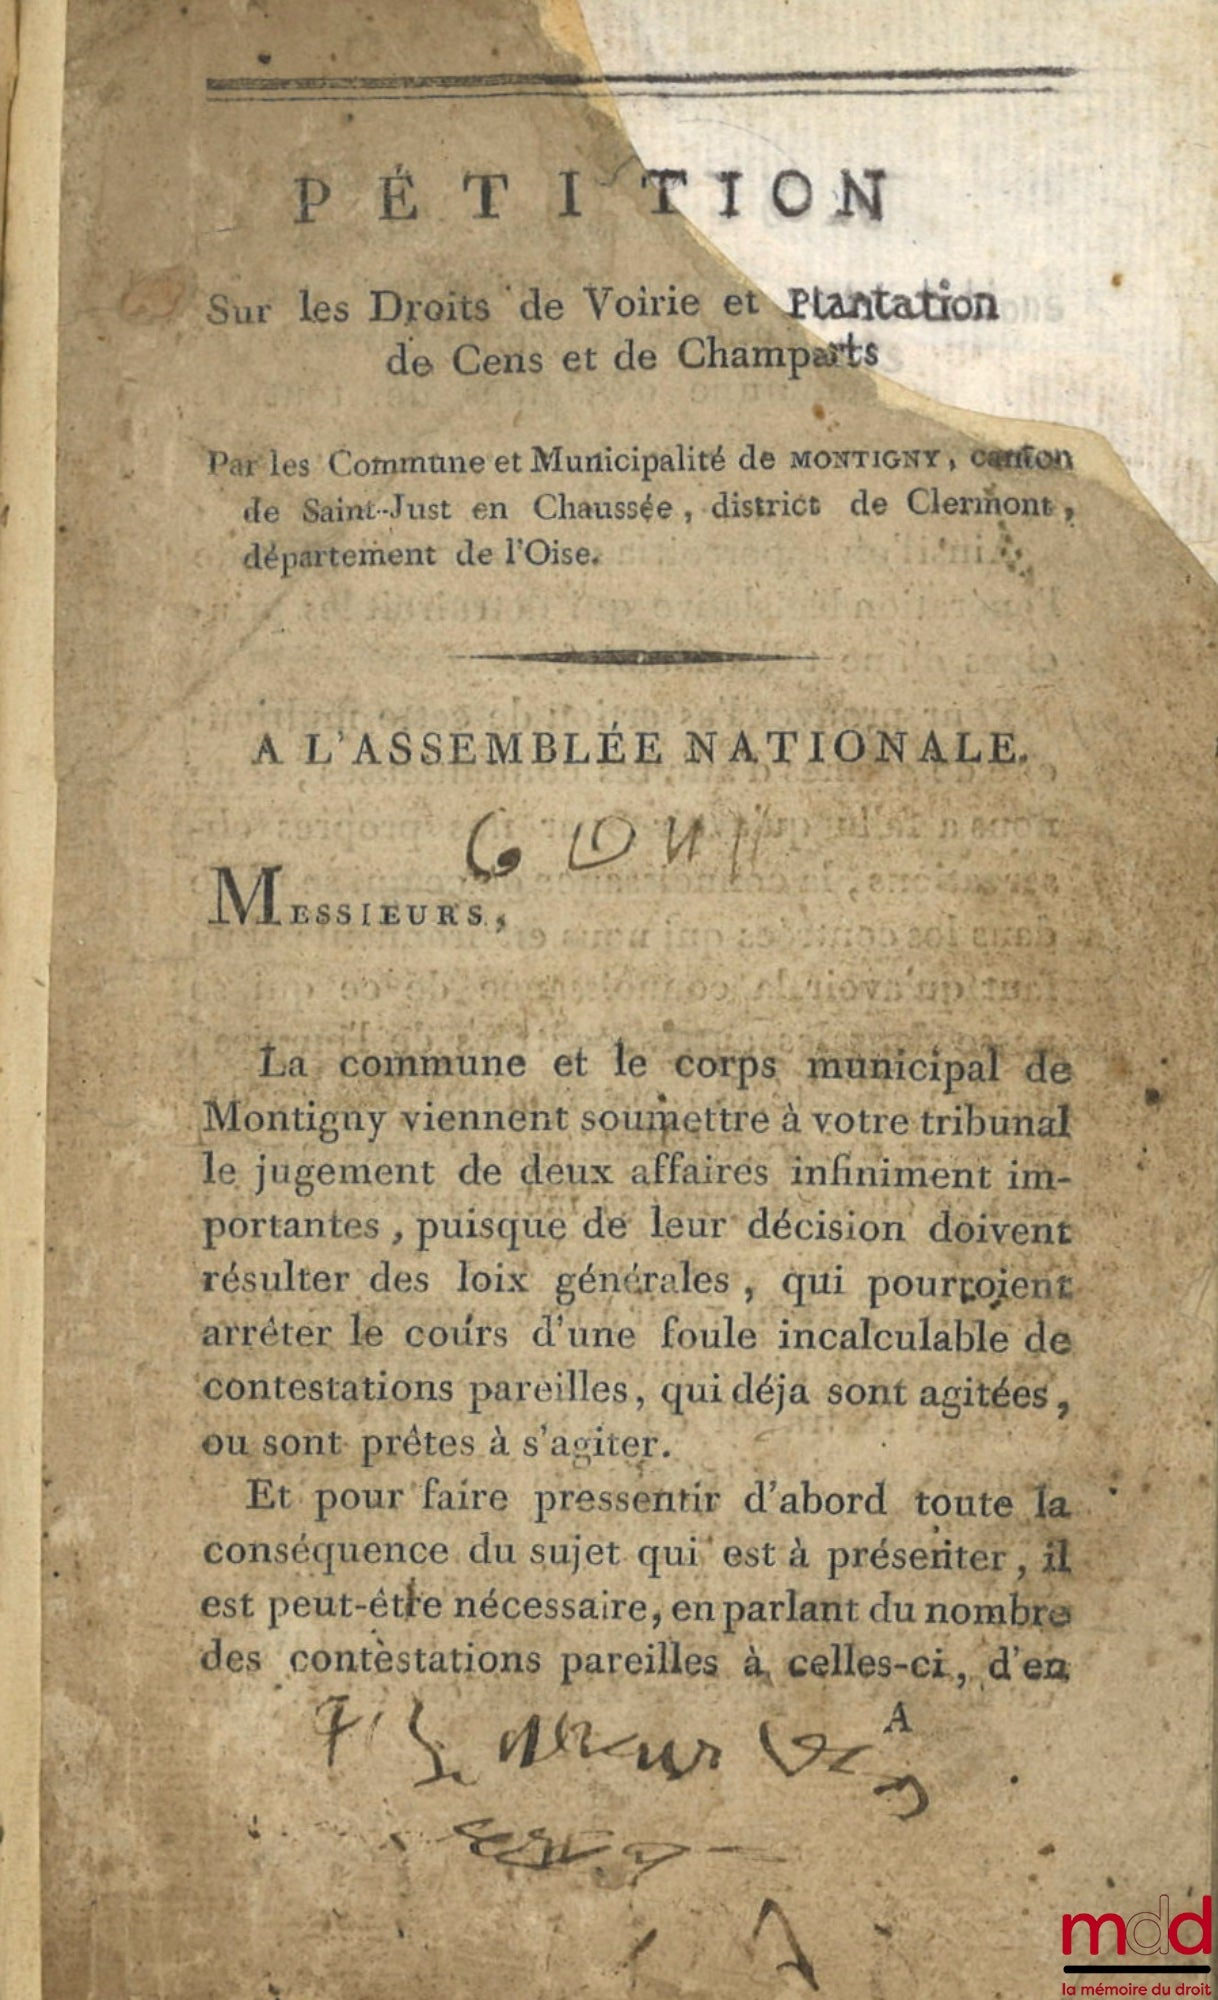 PÉTITION
Sur les Droits de Voirie et Plantation
de Cens et de Champarts
Par les Commune et Municipalité de MONTIGNY, canton
de Saint-Just en Chaussée, district de Clermont,
département de l'Oise.
A L'ASSEMBLÉE NATIONALE.
MESSIEURS,
La commune et le corps municipal de
Montigny viennent soumettre à votre tribunal
le jugement de deux affaires infiniment im-
portantes, puisque de leur décision doivent
résulter des loix générales, qui pourroient
arrêter le cours d'une foule incalculable de
contestations pareilles, qui déja sont agitées,
ou sont prêtes à s'agiter.
Et pour faire pressentir d'abord toute la
conséquence du sujet qui est à présenter, il
est peut-être nécessaire, en parlant du nombre
des contestations pareilles à celles-ci, d'en
A
mdd
la mémoire du droit